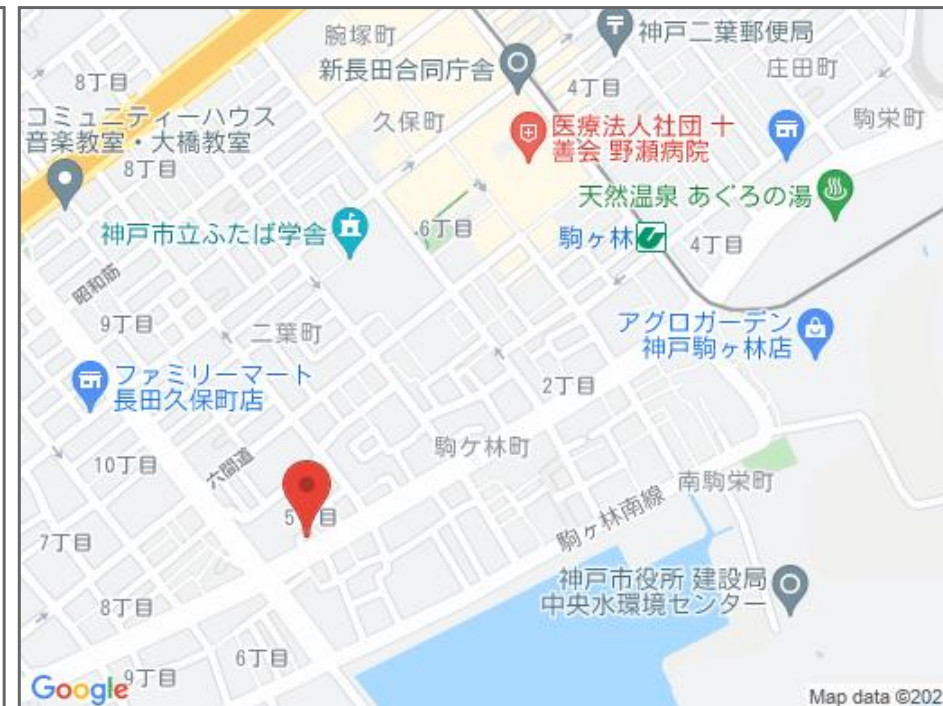 腕塚町
神戸二葉郵便局
新長田合同庁舎
庄田町
8丁目
4丁目
コミュニティーハウス
音楽教室・大橋教室
久保町
医療法人社団 十
善会 野瀬病院
駒栄町
8丁目
天然温泉 あぐろの湯
神戸市立ふたば学舎
6丁目
駒ヶ林
4丁目
昭和筋
9丁目
二葉町
アグロガーデン
神戸駒ヶ林店
ファミリーマート
長田久保町店
2丁目
駒ケ林町
10丁目
六間道
南駒栄町
5丁目
駒ヶ林南線
7丁目
神戸市役所 建設局
中央水環境センター
8丁目
6丁目
9丁目
Google
Map data ©202